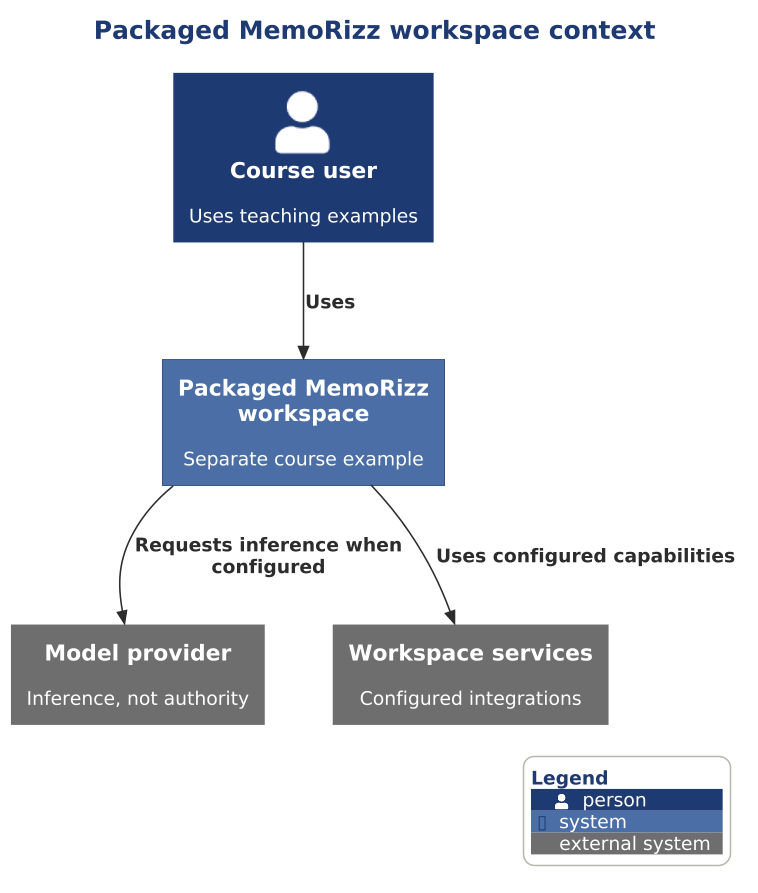 Packaged MemoRizz workspace context
Course user
Uses teaching examples
Uses
Packaged MemoRizz
workspace
Separate course example
Requests inference when
configured
Uses configured capabilities
Model provider
Inference, not authority
Workspace services
Configured integrations
Legend
person
system
external system